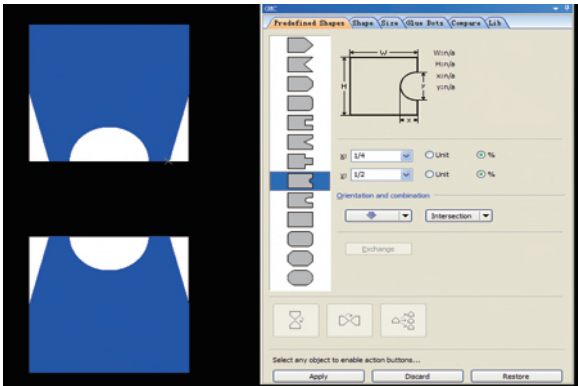 GMC
Predefined Shapes Shape Size Glue Dots Compare Lib
W
W:n/a
H:n/a
x:n/a
y:n/a
H
y
x
x: 1/4 Unit %
y: 1/2 Unit %
Orientation and combination
Intersection
Exchange
Select any object to enable action buttons...
Apply Discard Restore